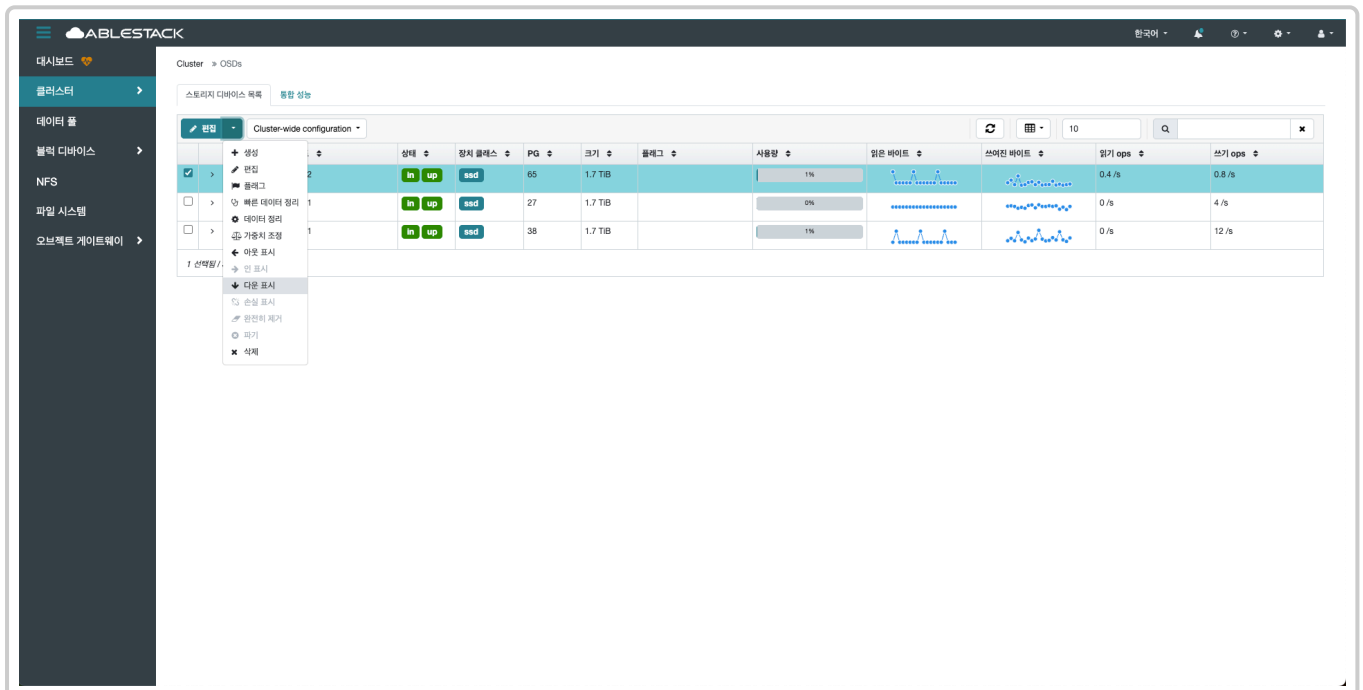 ABLESTACK
한국어
대시보드
Cluster » OSDs
클러스터
스토리지 디바이스 목록 통합 성능
데이터 풀
편집 Cluster-wide configuration 10
블럭 디바이스
NFS
파일 시스템
오브젝트 게이트웨이
상태 장치 클래스 PG 크기 플래그 사용량 읽은 바이트 쓰여진 바이트 읽기 ops 쓰기 ops
2 in up ssd 65 1.7 TiB 1% 0.4 /s 0.8 /s
1 in up ssd 27 1.7 TiB 0% 0 /s 4 /s
1 in up ssd 38 1.7 TiB 1% 0 /s 12 /s
1 선택됨 /
생성
편집
플래그
빠른 데이터 정리
데이터 정리
가중치 조정
아웃 표시
인 표시
다운 표시
손실 표시
완전히 제거
파기
삭제